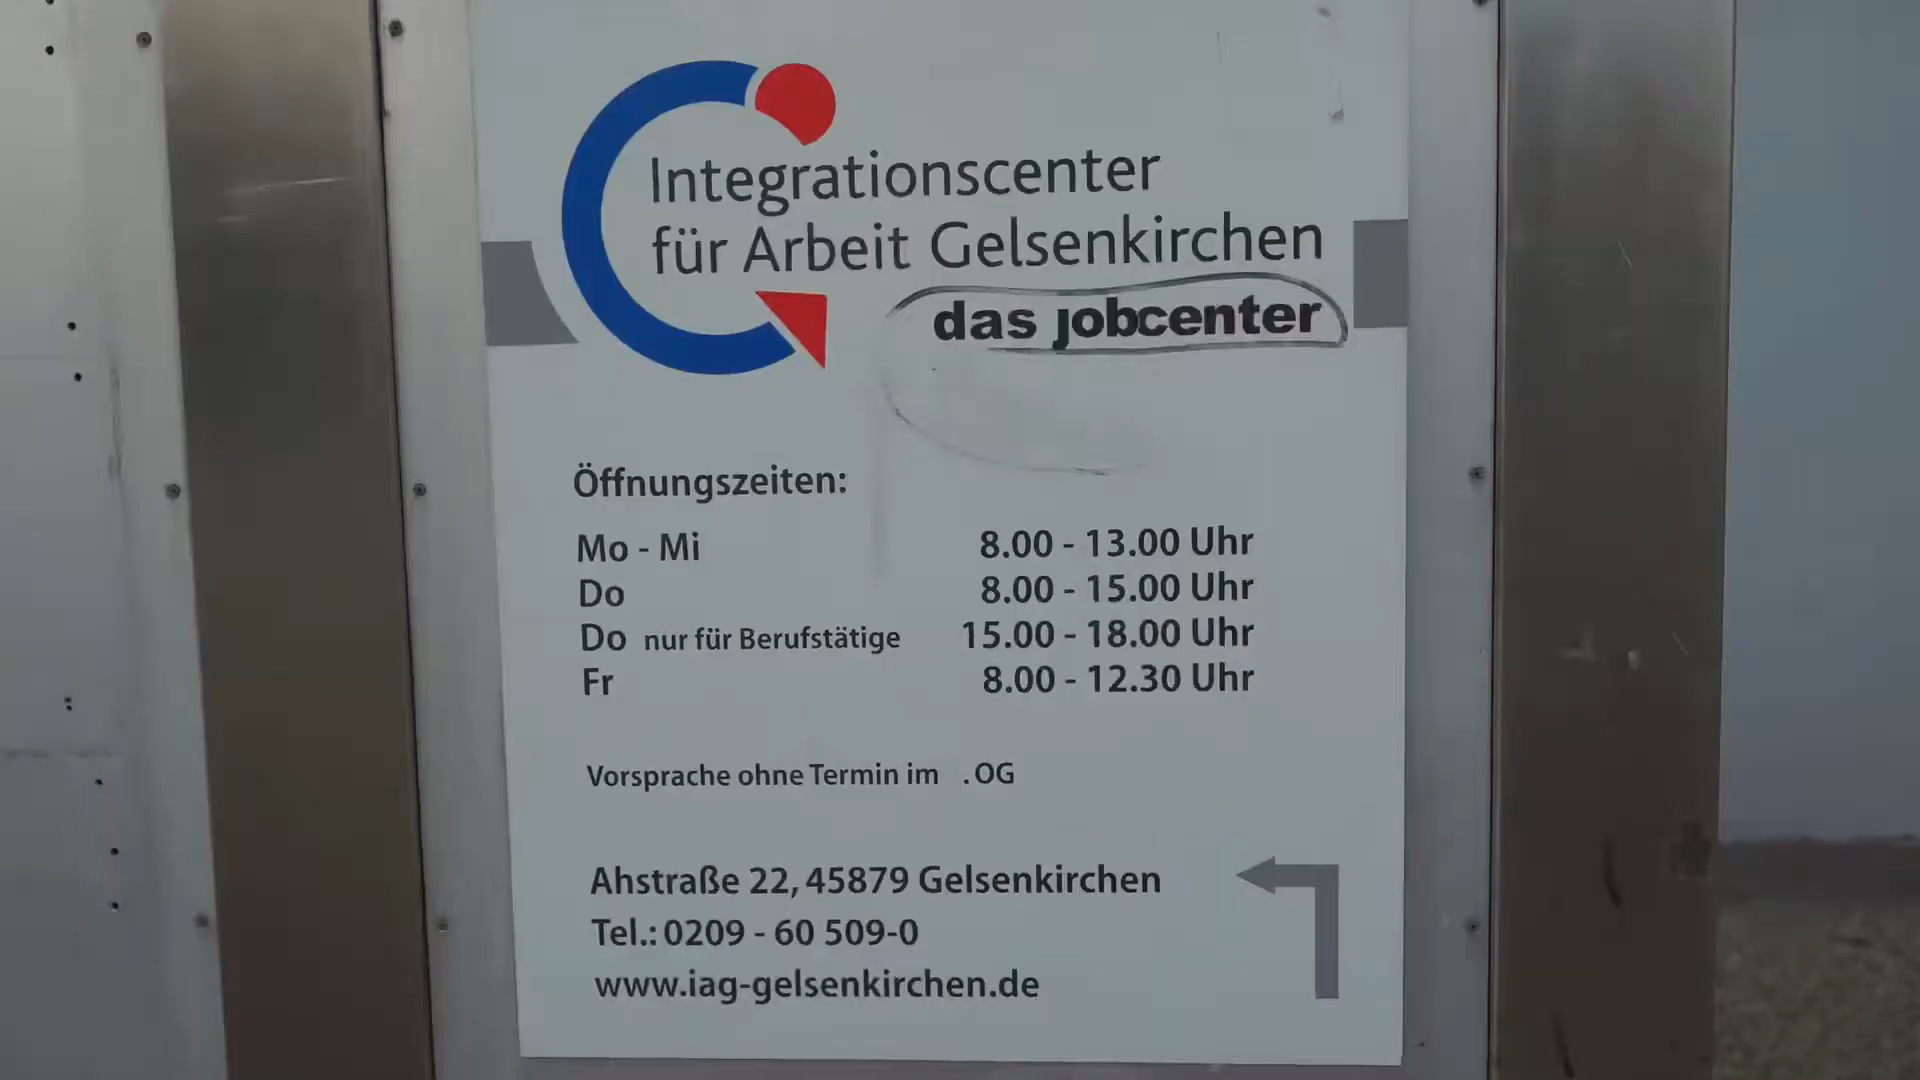 Integrationscenter
für Arbeit Gelsenkirchen
das jobcenter
Öffnungszeiten:
Mo - Mi 8.00 - 13.00 Uhr
Do 8.00 - 15.00 Uhr
Do nur für Berufstätige 15.00 - 18.00 Uhr
Fr 8.00 - 12.30 Uhr
Vorsprache ohne Termin im . OG
Ahstraße 22, 45879 Gelsenkirchen
Tel.: 0209 - 60 509-0
www.iag-gelsenkirchen.de